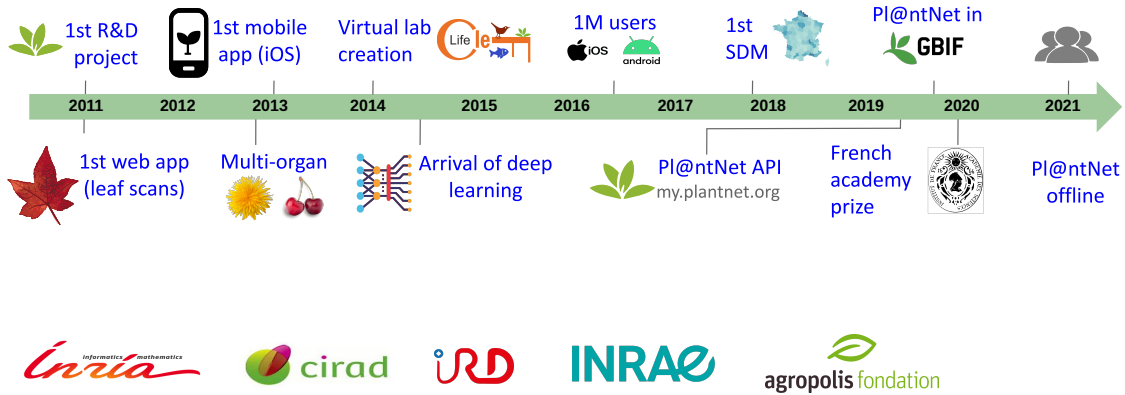 1st R&D
project
1st mobile
app (iOS)
Virtual lab
creation
Life
cle
1M users
iOS
android
1st
SDM
Pl@ntNet in
GBIF
2011 2012 2013 2014 2015 2016 2017 2018 2019 2020 2021
1st web app
(leaf scans)
Multi-organ
Arrival of deep
learning
Pl@ntNet API
my.plantnet.org
French
academy
prize
Pl@ntNet
offline
informatics mathematics
inria
cirad
iRD
INRAE
agropolis fondation